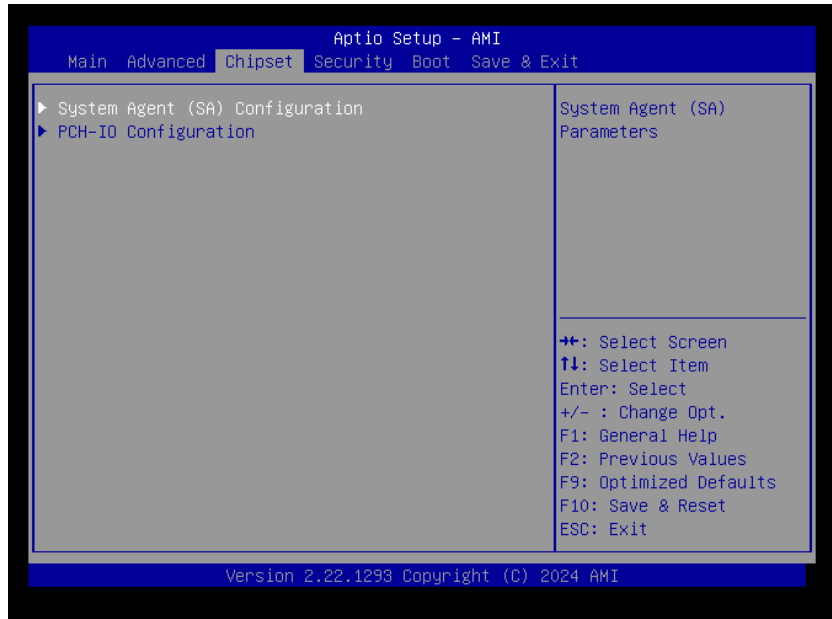 Aptio Setup – AMI
Main Advanced Chipset Security Boot Save & Exit
▶ System Agent (SA) Configuration
▶ PCH-IO Configuration
System Agent (SA)
Parameters
→←: Select Screen
↑↓: Select Item
Enter: Select
+/- : Change Opt.
F1: General Help
F2: Previous Values
F9: Optimized Defaults
F10: Save & Reset
ESC: Exit
Version 2.22.1293 Copyright (C) 2024 AMI